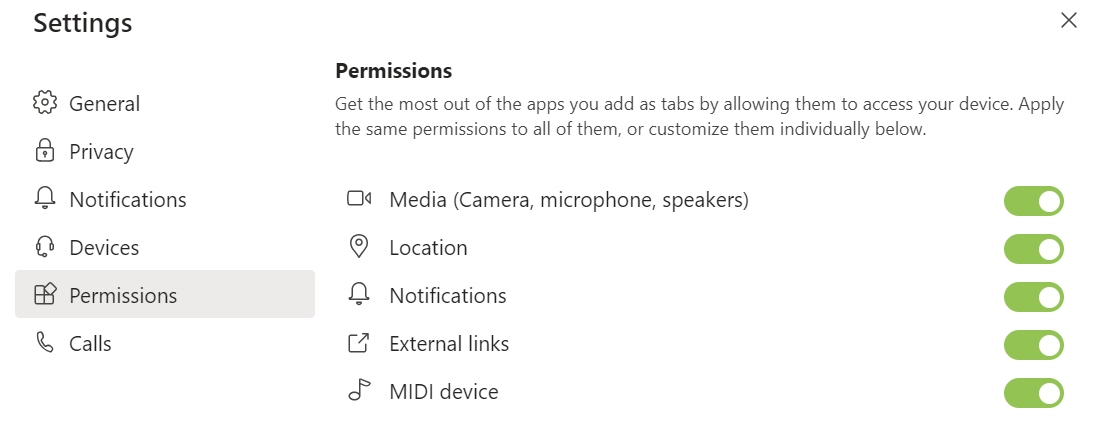 Settings
General
Privacy
Notifications
Devices
Permissions
Calls
Permissions
Get the most out of the apps you add as tabs by allowing them to access your device. Apply
the same permissions to all of them, or customize them individually below.
Media (Camera, microphone, speakers)
Location
Notifications
External links
MIDI device